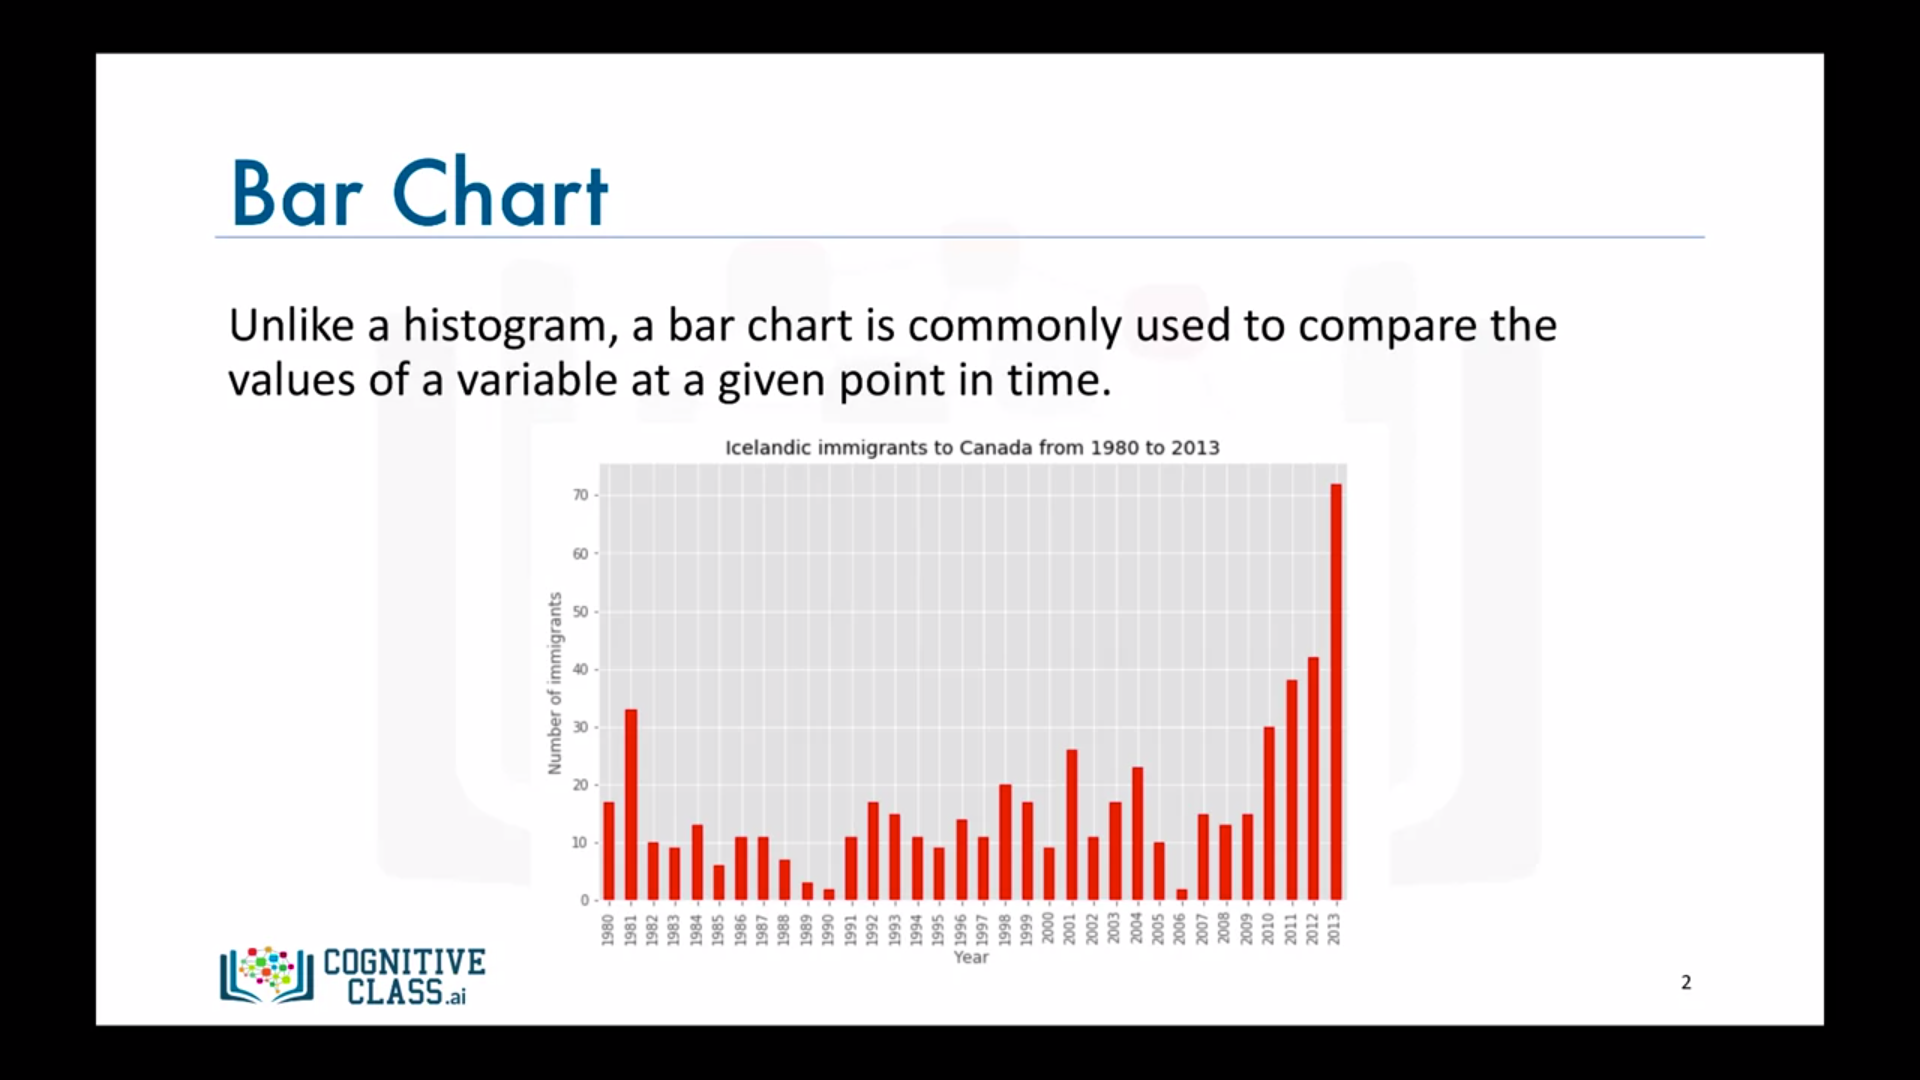 Bar Chart
Unlike a histogram, a bar chart is commonly used to compare the
values of a variable at a given point in time.
Icelandic immigrants to Canada from 1980 to 2013
Number of immigrants
70
60
50
40
30
20
10
0
1980 1981 1982 1983 1984 1985 1986 1987 1988 1989 1990 1991 1992 1993 1994 1995 1996 1997 1998 1999 2000 2001 2002 2003 2004 2005 2006 2007 2008 2009 2010 2011 2012 2013
Year
COGNITIVE
CLASS.ai
2